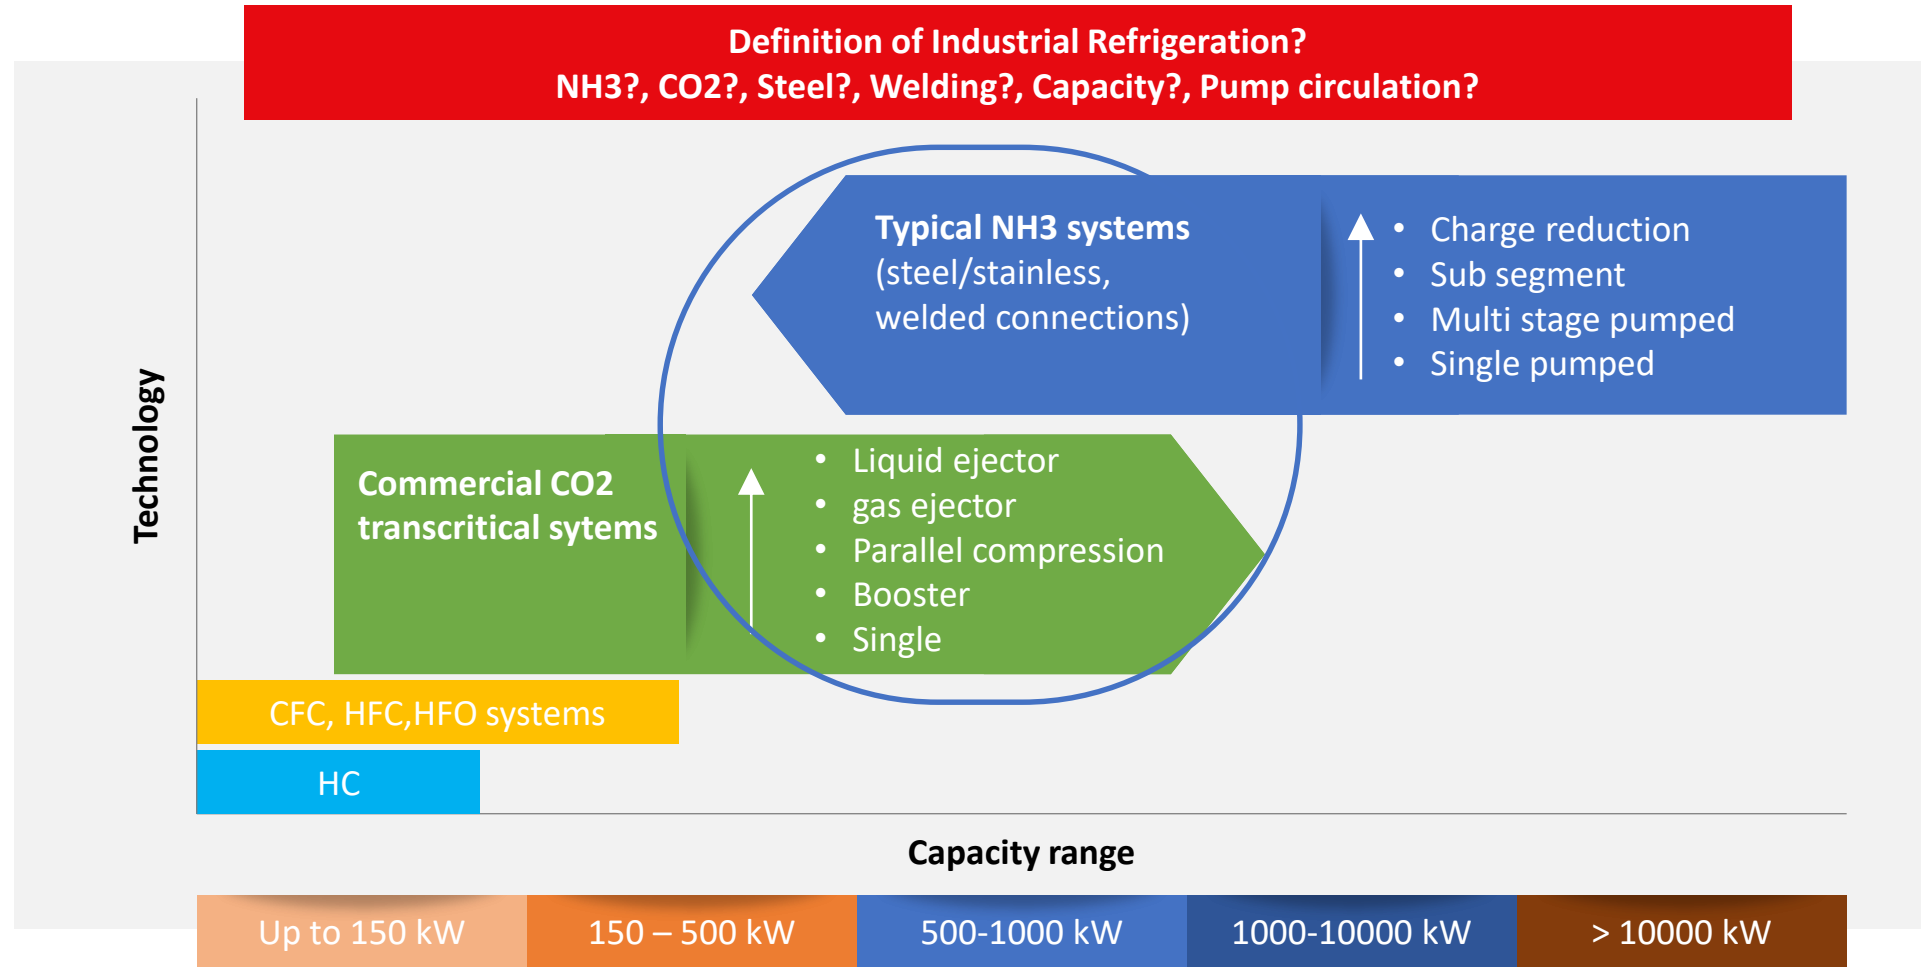 Definition of Industrial Refrigeration?
NH3?, CO2?, Steel?, Welding?, Capacity?, Pump circulation?
Typical NH3 systems
(steel/stainless,
welded connections)
• Charge reduction
• Sub segment
• Multi stage pumped
• Single pumped
Technology
Commercial CO2
transcritical sytems
• Liquid ejector
• gas ejector
• Parallel compression
• Booster
• Single
CFC, HFC,HFO systems
HC
Capacity range
Up to 150 kW
150 – 500 kW
500-1000 kW
1000-10000 kW
> 10000 kW